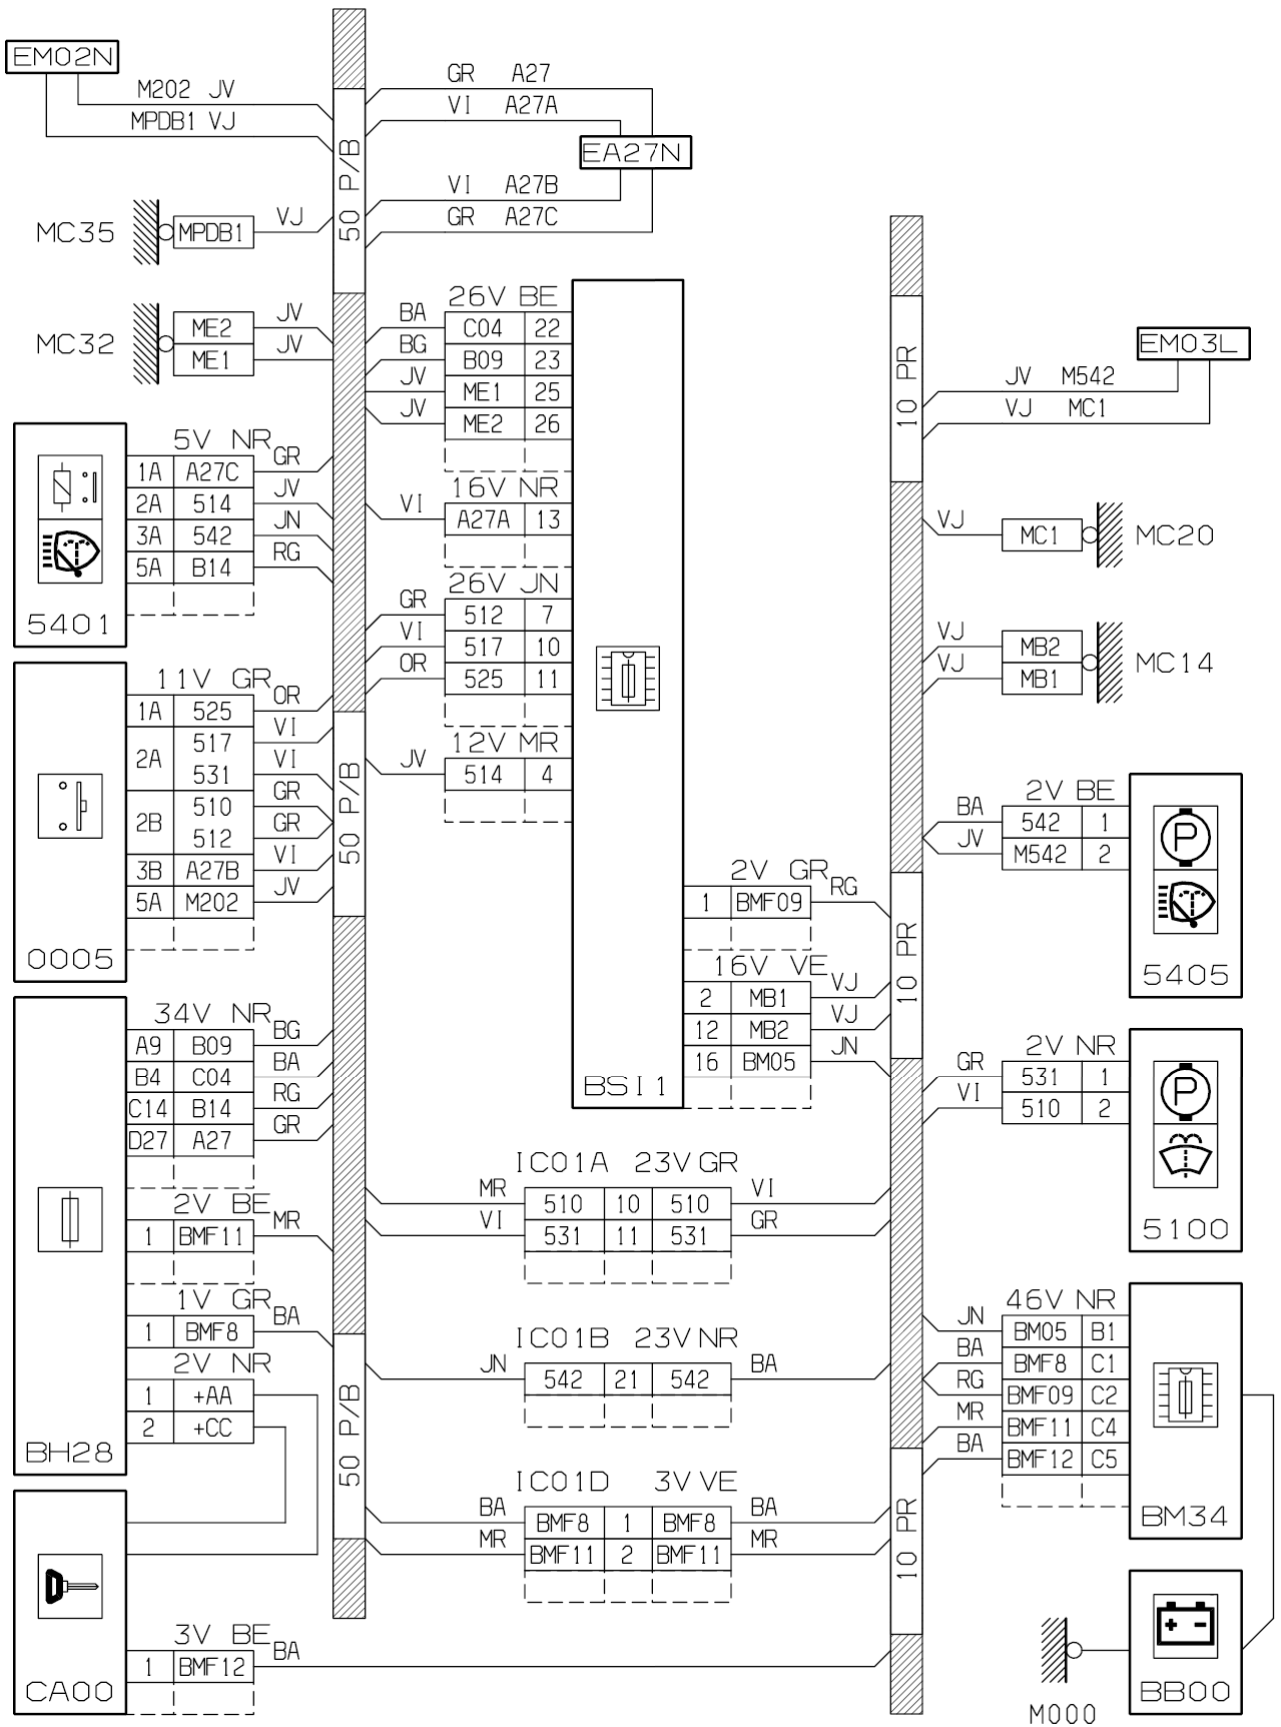 EM02N
M202 JV
MPDB1 VJ
GR A27
VI A27A
EA27N
VI A27B
GR A27C
50 P/B
MC35
MPDB1
VJ
MC32
ME2
JV
ME1
JV
26V BE
BA C04 22
BG B09 23
JV ME1 25
JV ME2 26
10 PR
EM03L
JV M542
VJ MC1
5V NR
1A A27C GR
2A 514 JV
3A 542 JN
5A B14 RG
5401
16V NR
VI A27A 13
VJ MC1 MC20
26V JN
GR 512 7
VI 517 10
OR 525 11
VJ MB2
VJ MB1
MC14
11V GR
1A 525 OR
2A 517 VI
531 VI
2B 510 GR
512 GR
3B A27B VI
5A M202 JV
0005
50 P/B
12V MR
JV 514 4
2V BE
BA 542 1
JV M542 2
5405
2V GR
1 BMF09 RG
16V VE
2 MB1 VJ
12 MB2 VJ
16 BM05 JN
BSI1
10 PR
34V NR
A9 B09 BG
B4 C04 BA
C14 B14 RG
D27 A27 GR
2V BE
1 BMF11 MR
1V GR
1 BMF8 BA
2V NR
1 +AA
2 +CC
BH28
2V NR
GR 531 1
VI 510 2
5100
IC01A 23V GR
MR 510 10 510 VI
VI 531 11 531 GR
IC01B 23V NR
JN 542 21 542 BA
50 P/B
IC01D 3V VE
BA BMF8 1 BMF8 BA
MR BMF11 2 BMF11 MR
46V NR
JN BM05 B1
BA BMF8 C1
RG BMF09 C2
MR BMF11 C4
BA BMF12 C5
BM34
10 PR
3V BE
1 BMF12 BA
CA00
M000
+ -
BB00
P
P